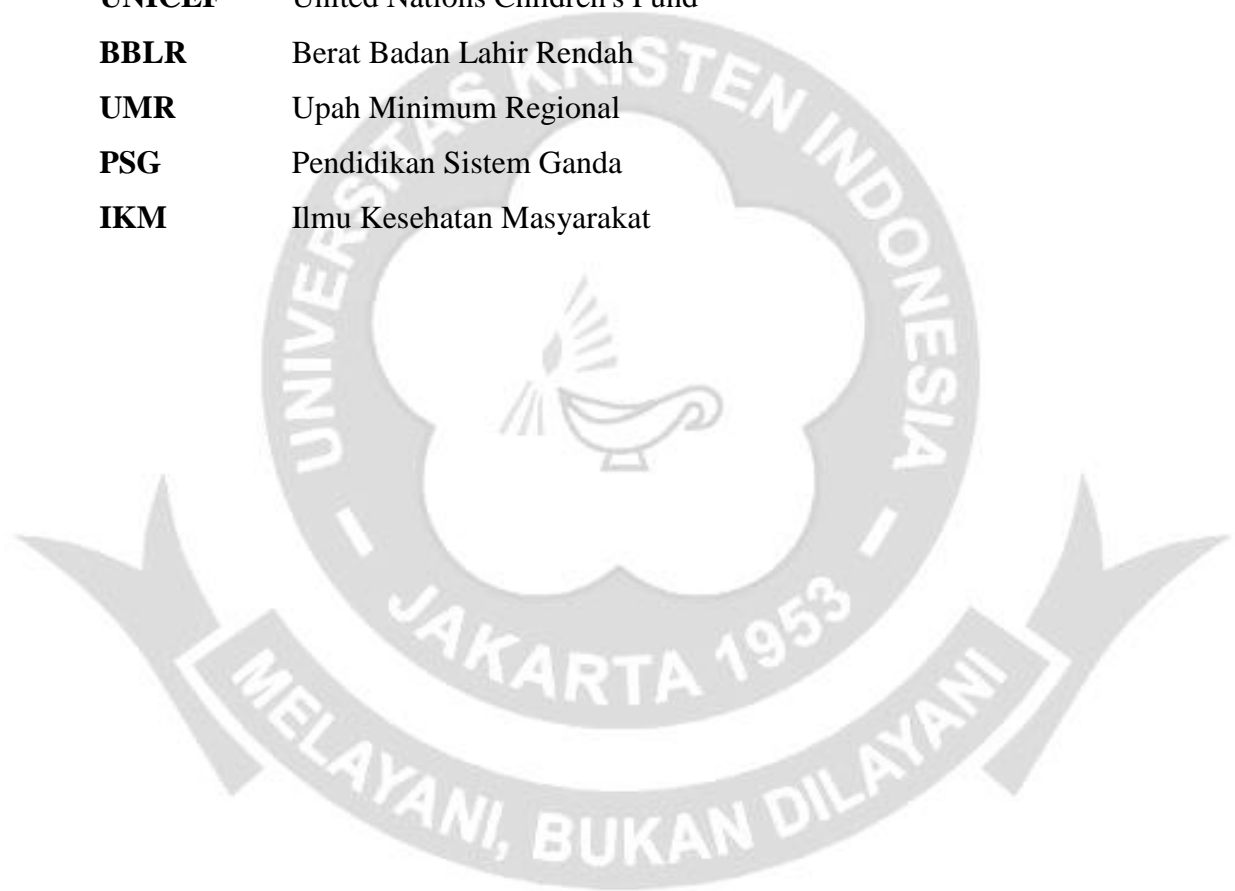 UNICEF United Nations Children's Fund
BBLR Berat Badan Lahir Rendah
UMR Upah Minimum Regional
PSG Pendidikan Sistem Ganda
IKM Ilmu Kesehatan Masyarakat
UNIVERSITAS KRISTEN INDONESIA
- JAKARTA 1953 -
MELAYANI, BUKAN DILAYANI